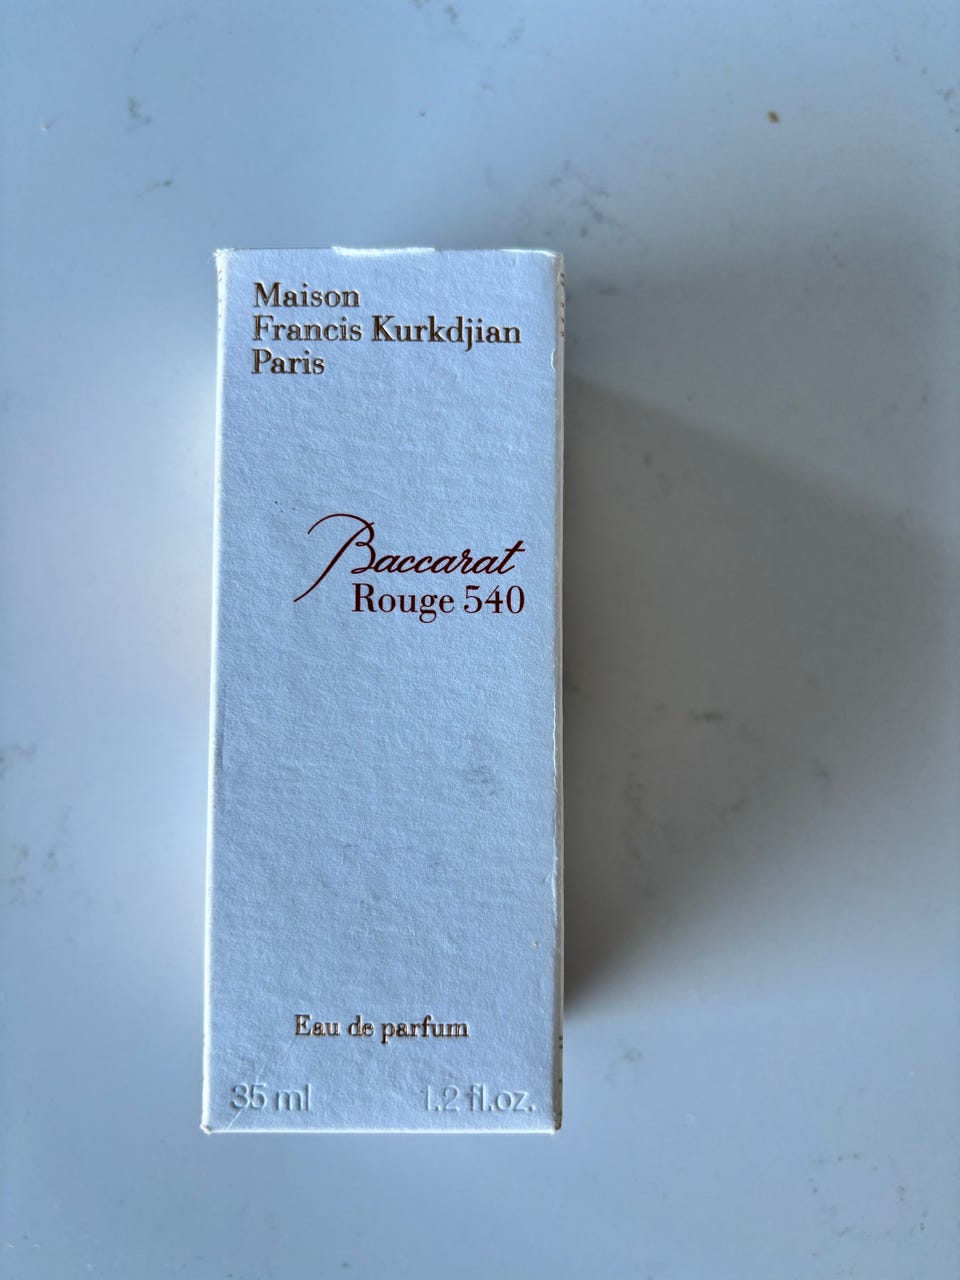 Maison
Francis Kurkdjian
Paris
Baccarat
Rouge 540
Eau de parfum
35 ml 1.2 fl.oz.